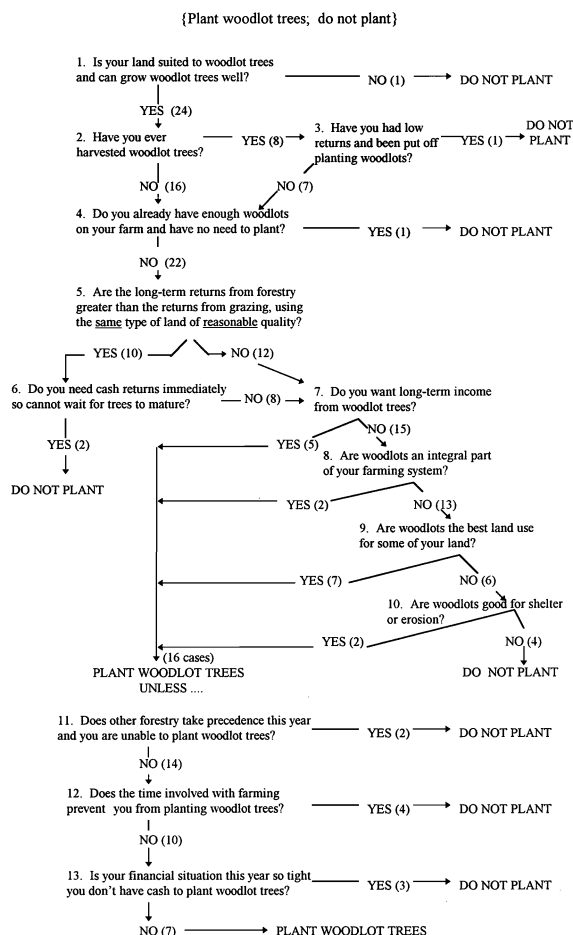 {Plant woodlot trees; do not plant}
1. Is your land suited to woodlot trees
and can grow woodlot trees well?
NO (1)
DO NOT PLANT
YES (24)
2. Have you ever
harvested woodlot trees?
YES (8)
3. Have you had low
returns and been put off
planting woodlots?
YES (1)
DO NOT
PLANT
NO (16)
NO (7)
4. Do you already have enough woodlots
on your farm and have no need to plant?
YES (1)
DO NOT PLANT
NO (22)
5. Are the long-term returns from forestry
greater than the returns from grazing, using
the same type of land of reasonable quality?
YES (10)
NO (12)
6. Do you need cash returns immediately
so cannot wait for trees to mature?
NO (8)
7. Do you want long-term income
from woodlot trees?
YES (2)
DO NOT PLANT
YES (5)
NO (15)
8. Are woodlots an integral part
of your farming system?
YES (2)
NO (13)
9. Are woodlots the best land use
for some of your land?
YES (7)
NO (6)
10. Are woodlots good for shelter
or erosion?
YES (2)
NO (4)
DO NOT PLANT
(16 cases)
PLANT WOODLOT TREES
UNLESS ....
11. Does other forestry take precedence this year
and you are unable to plant woodlot trees?
YES (2)
DO NOT PLANT
NO (14)
12. Does the time involved with farming
prevent you from planting woodlot trees?
YES (4)
DO NOT PLANT
NO (10)
13. Is your financial situation this year so tight
you don't have cash to plant woodlot trees?
YES (3)
DO NOT PLANT
NO (7)
PLANT WOODLOT TREES